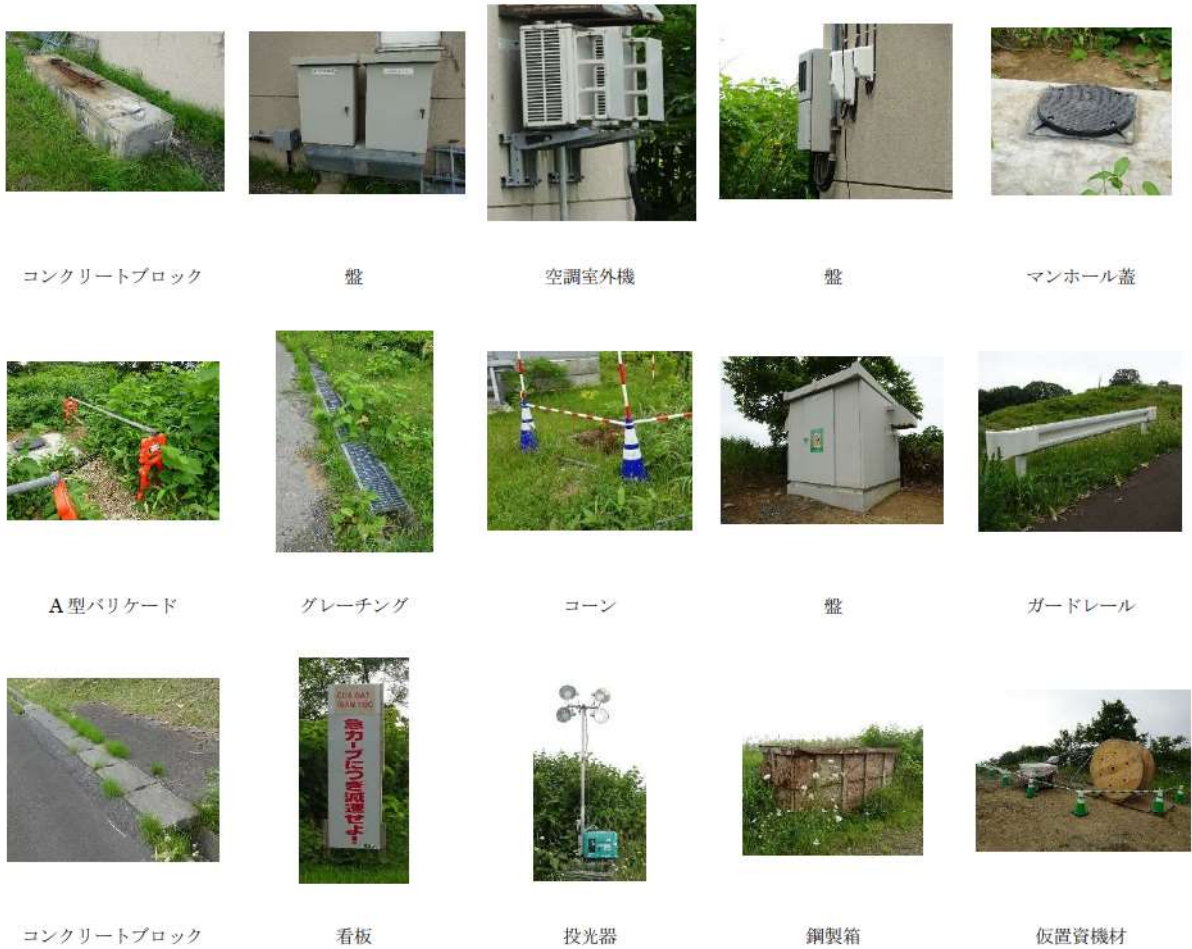 コンクリートブロック
盤
空調室外機
盤
マンホール蓋
A型バリケード
グレーチング
コーン
盤
ガードレール
急カーブにつき減速せよ!
コンクリートブロック
看板
投光器
鋼製箱
仮置資機材